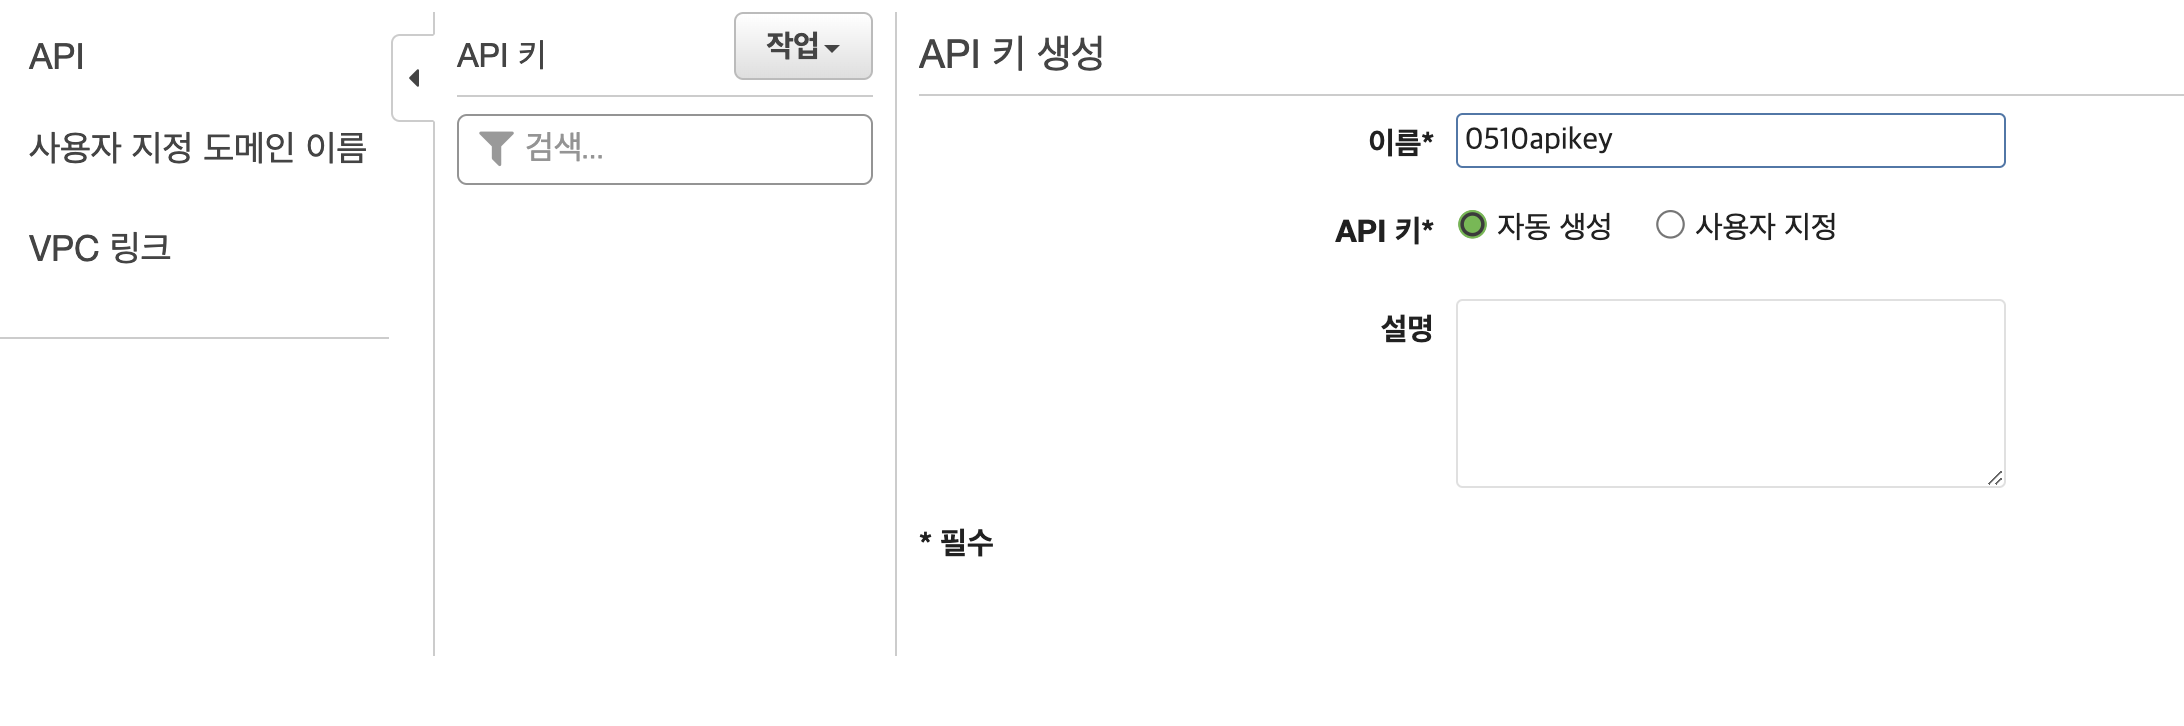 API
사용자 지정 도메인 이름
VPC 링크
API 키
작업
검색...
API 키 생성
이름* 0510apikey
API 키* 자동 생성 사용자 지정
설명
* 필수